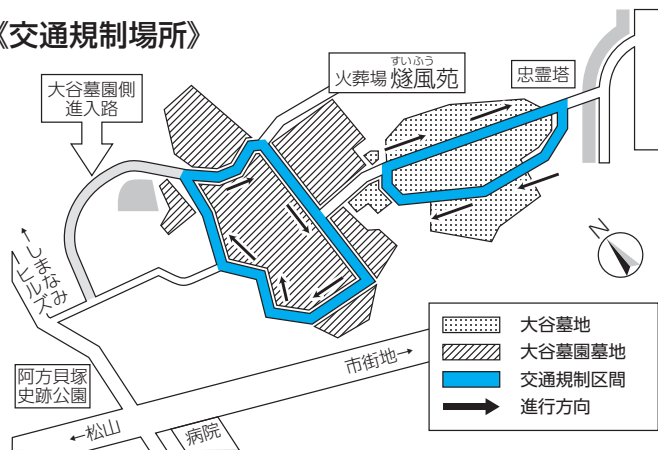 《交通規制場所》
大谷墓園側
進入路
すいふう
火葬場 燧風苑
忠霊塔
N
←しまなみ
ヒルズ
阿方貝塚
史跡公園
市街地→
←松山
病院
大谷墓地
大谷墓園墓地
交通規制区間
進行方向